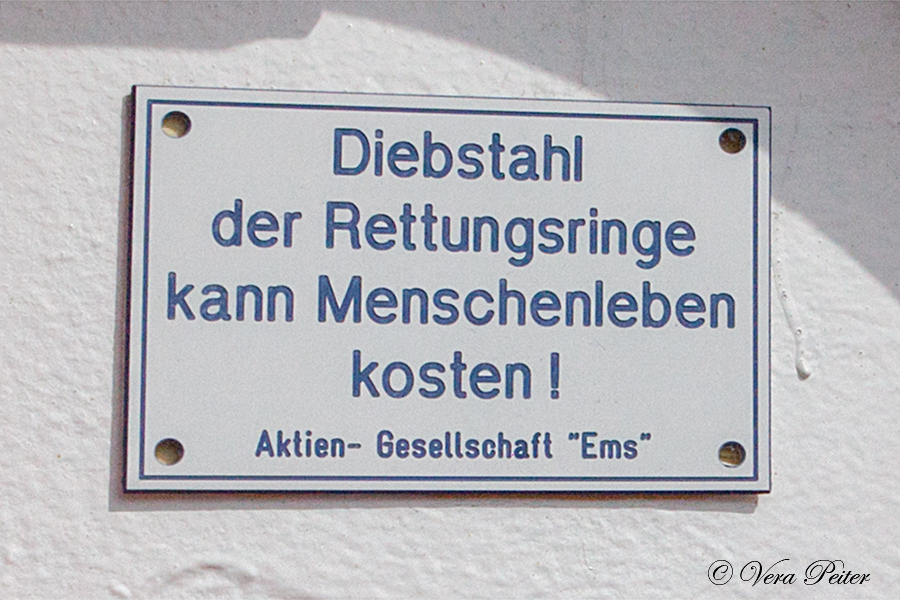 Diebstahl
der Rettungsringe
kann Menschenleben
kosten !
Aktien- Gesellschaft "Ems"
© Vera Peiter